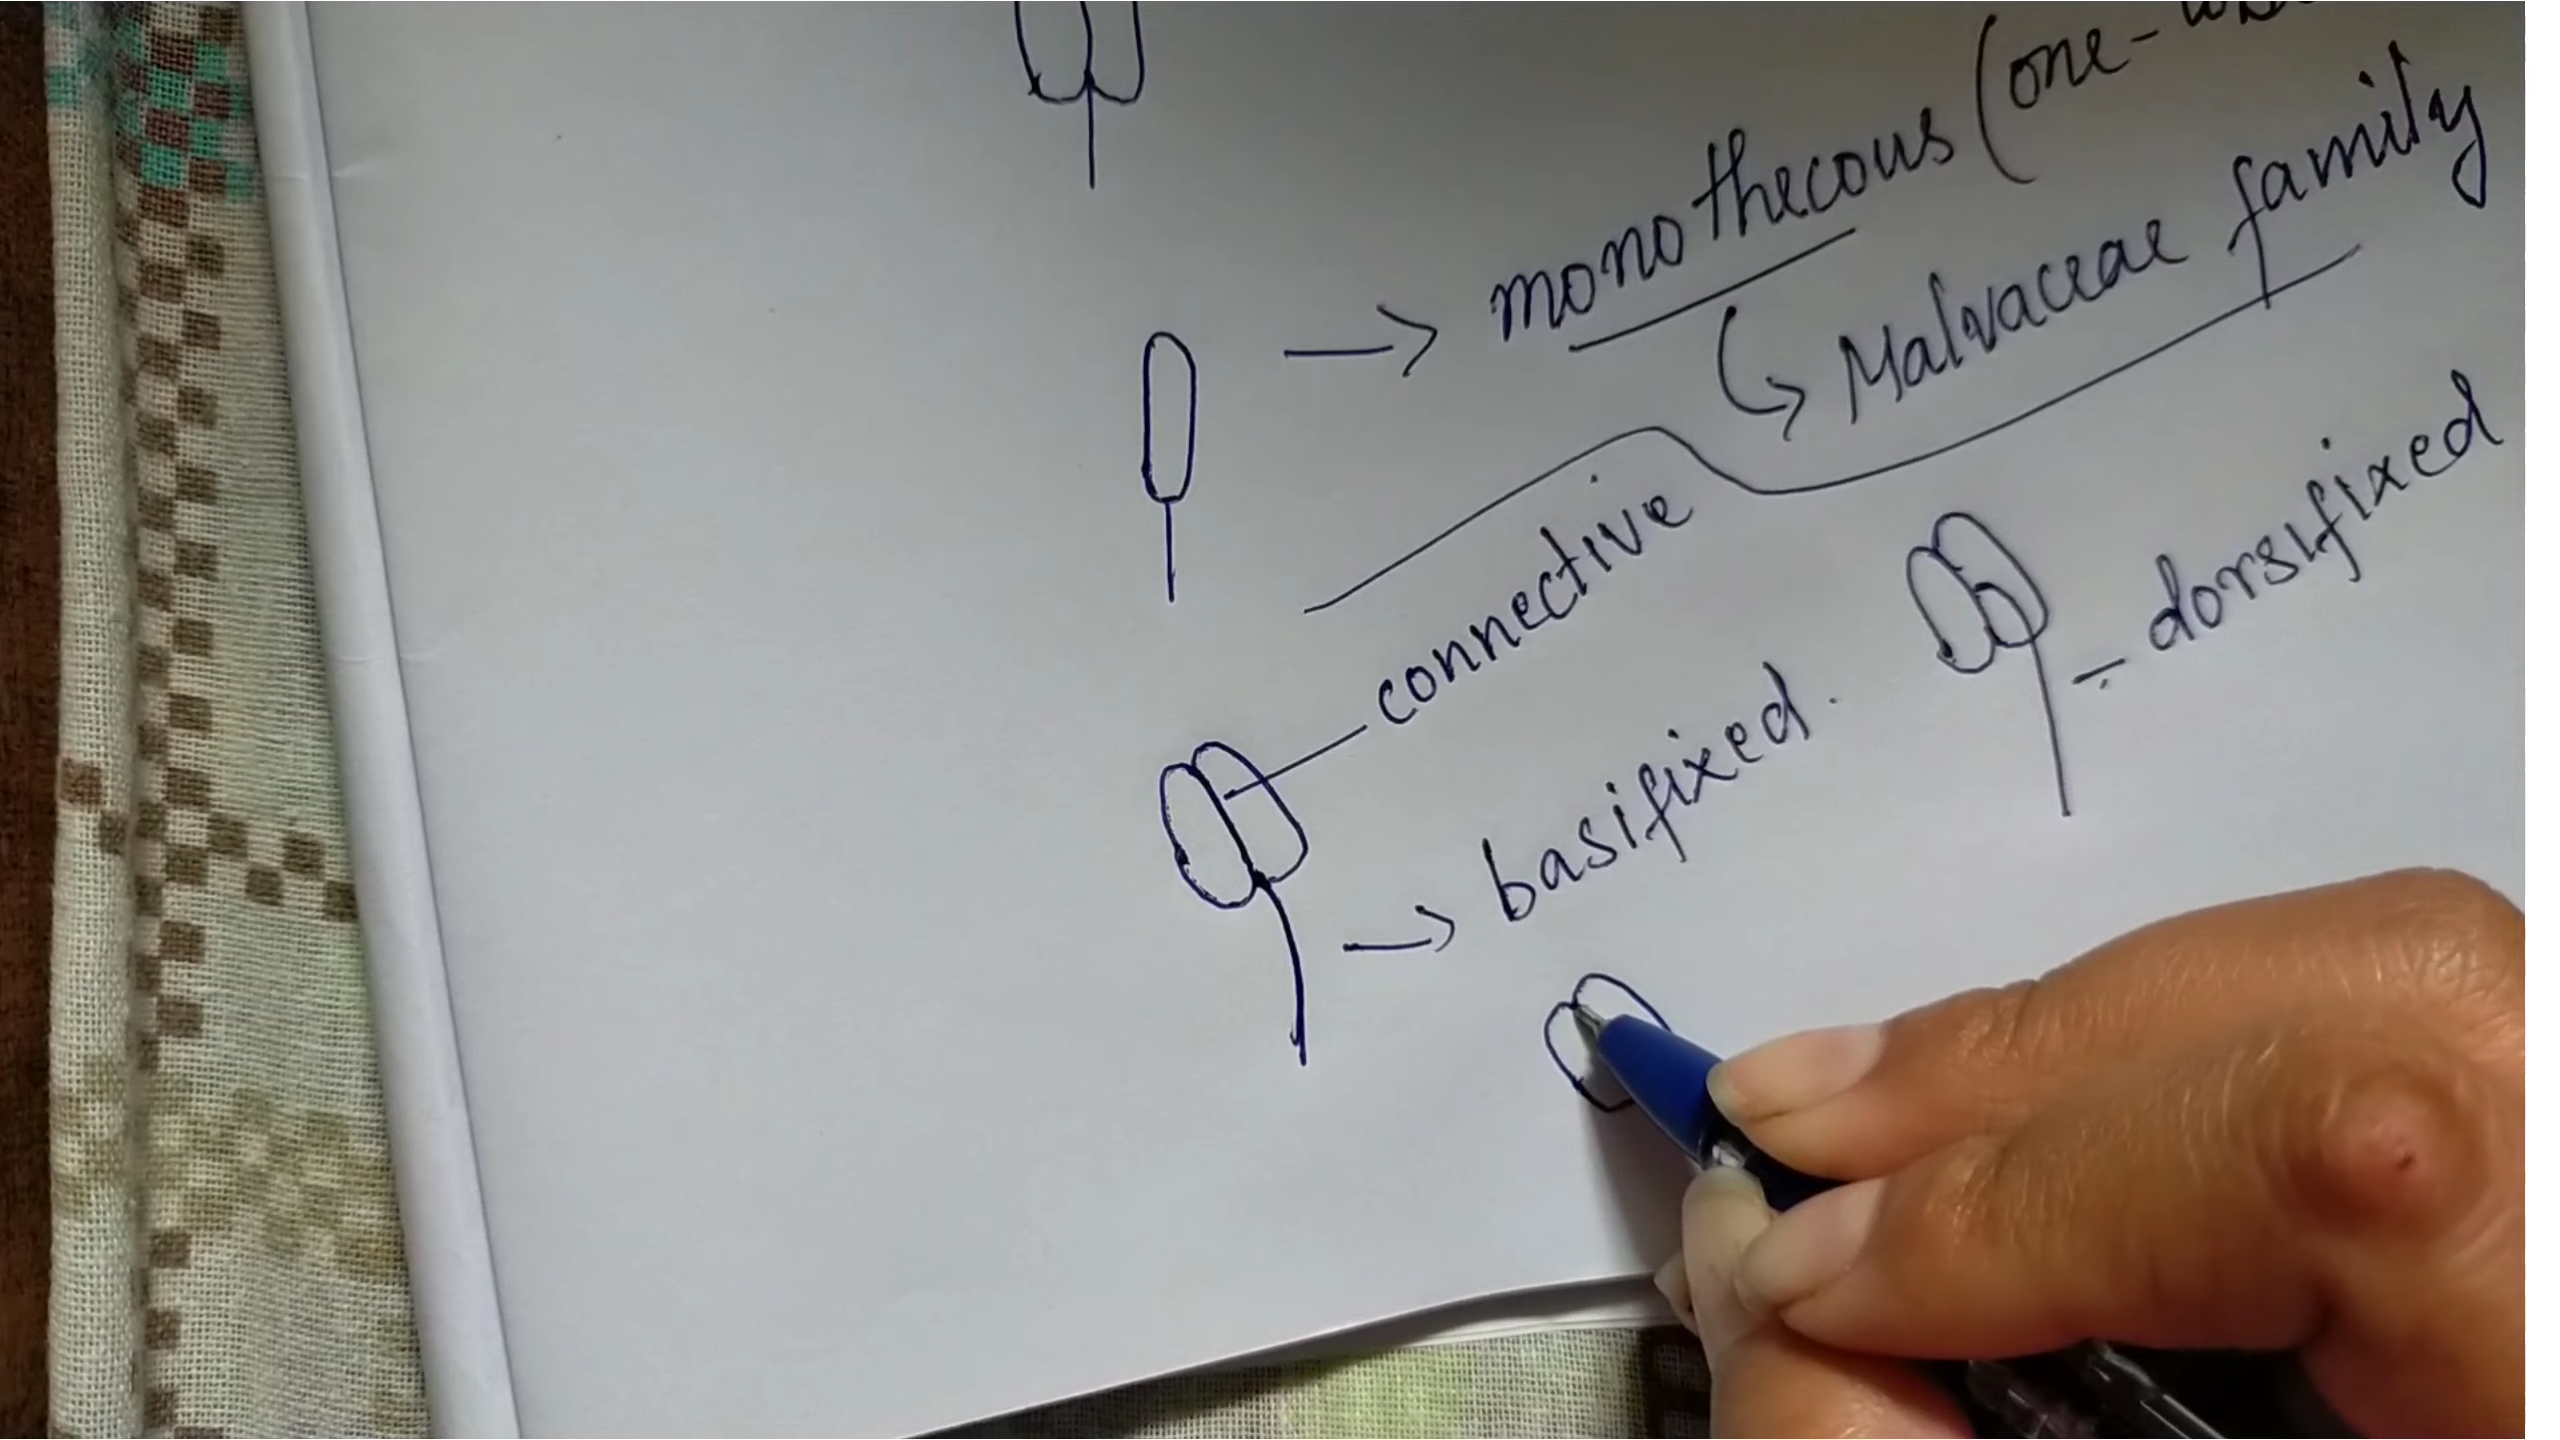 monothecous (one-
Malvaceae family
connective
dorsifixed
basifixed.